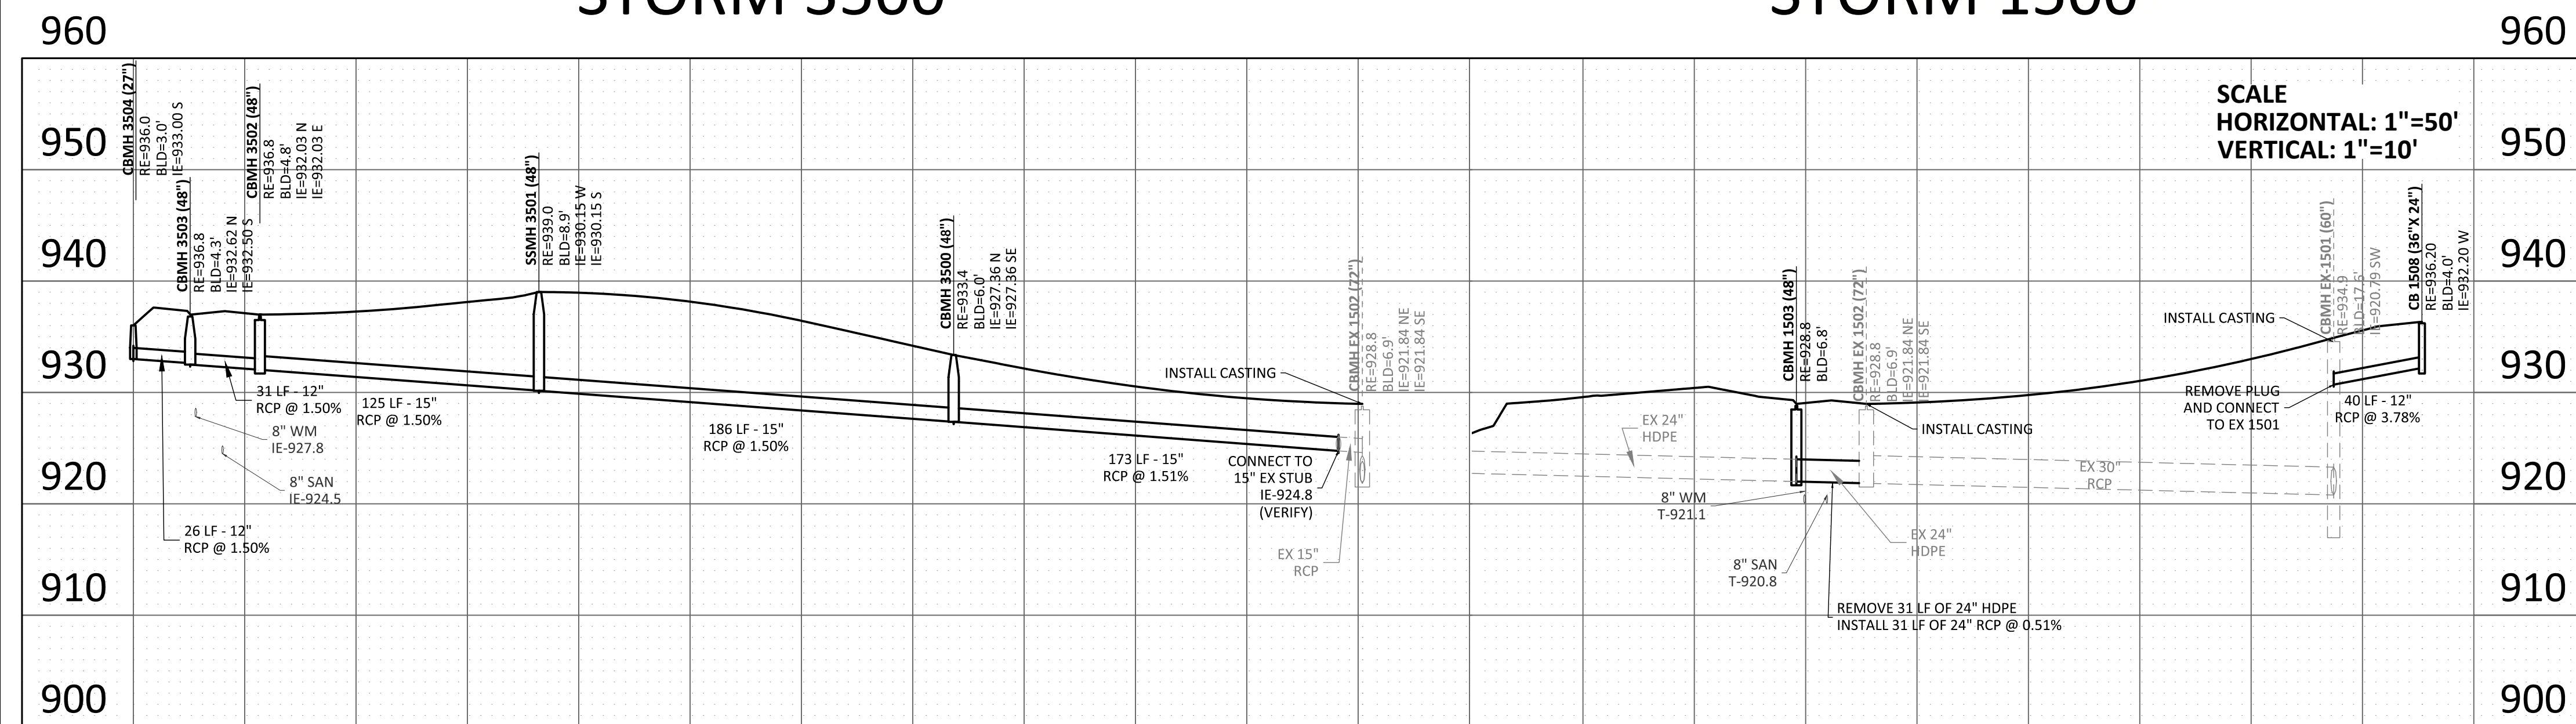 STORM 3500
STORM 1500
960
950
940
930
920
910
900
960
950
940
930
920
910
900
SCALE
HORIZONTAL: 1"=50'
VERTICAL: 1"=10'
CBMH 3504 (27")
RE=936.0
BLD=3.0'
IE=933.00 S
CBMH 3503 (48")
RE=936.8
BLD=4.3'
IE=932.62 N
IE=932.50 S
CBMH 3502 (48")
RE=936.8
BLD=4.8'
IE=932.03 N
IE=932.03 E
SSMH 3501 (48")
RE=939.0
BLD=8.9'
IE=930.15 W
IE=930.15 S
CBMH 3500 (48")
RE=933.4
BLD=6.0'
IE=927.36 N
IE=927.36 SE
CBMH EX 1502 (72")
RE=928.8
BLD=6.9'
IE=921.84 NE
IE=921.84 SE
INSTALL CASTING
31 LF - 12"
RCP @ 1.50%
125 LF - 15"
RCP @ 1.50%
8" WM
IE-927.8
8" SAN
IE-924.5
26 LF - 12"
RCP @ 1.50%
186 LF - 15"
RCP @ 1.50%
173 LF - 15"
RCP @ 1.51%
CONNECT TO
15" EX STUB
IE-924.8
(VERIFY)
EX 15"
RCP
CBMH 1503 (48")
RE=928.8
BLD=6.8'
CBMH EX 1502 (72")
RE=928.8
BLD=6.9'
IE=921.84 NE
IE=921.84 SE
INSTALL CASTING
EX 24"
HDPE
8" WM
T-921.1
8" SAN
T-920.8
EX 24"
HDPE
REMOVE 31 LF OF 24" HDPE
INSTALL 31 LF OF 24" RCP @ 0.51%
EX 30"
RCP
CBMH EX-1501 (60")
RE=934.9
BLD=17.6'
IE=920.79 SW
CB 1508 (36"X 24")
RE=936.20
BLD=4.0'
IE=932.20 W
INSTALL CASTING
REMOVE PLUG
AND CONNECT
TO EX 1501
40 LF - 12"
RCP @ 3.78%